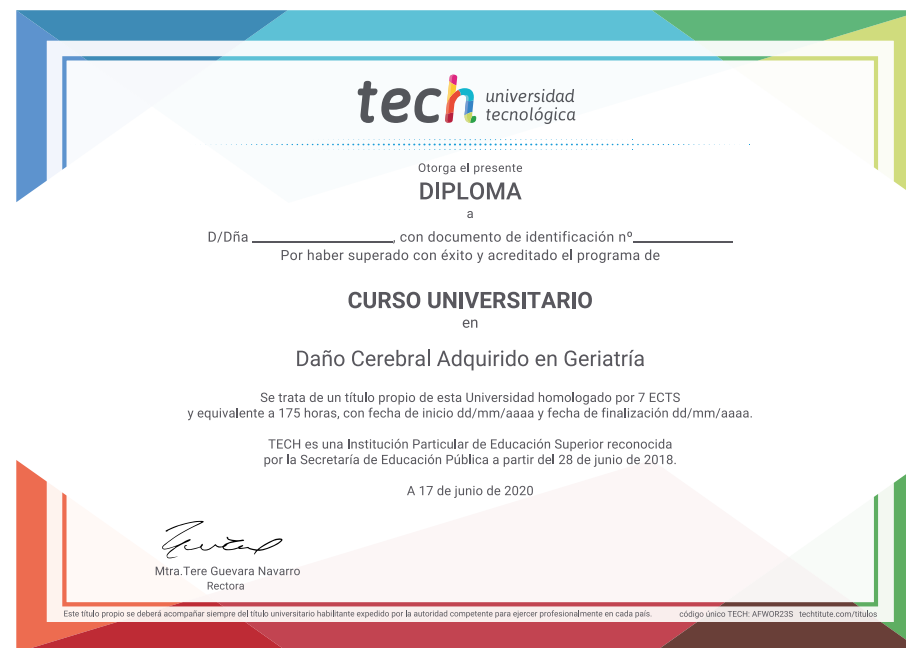 tech universidad
tecnológica
Otorga el presente
DIPLOMA
a
D/Dña ____________________, con documento de identificación nº______________
Por haber superado con éxito y acreditado el programa de
CURSO UNIVERSITARIO
en
Daño Cerebral Adquirido en Geriatría
Se trata de un título propio de esta Universidad homologado por 7 ECTS
y equivalente a 175 horas, con fecha de inicio dd/mm/aaaa y fecha de finalización dd/mm/aaaa.
TECH es una Institución Particular de Educación Superior reconocida
por la Secretaría de Educación Pública a partir del 28 de junio de 2018.
A 17 de junio de 2020
Mtra.Tere Guevara Navarro
Rectora
Este título propio se deberá acompañar siempre del título universitario habilitante expedido por la autoridad competente para ejercer profesionalmente en cada país. código único TECH: AFWOR23S techtitute.com/titulos